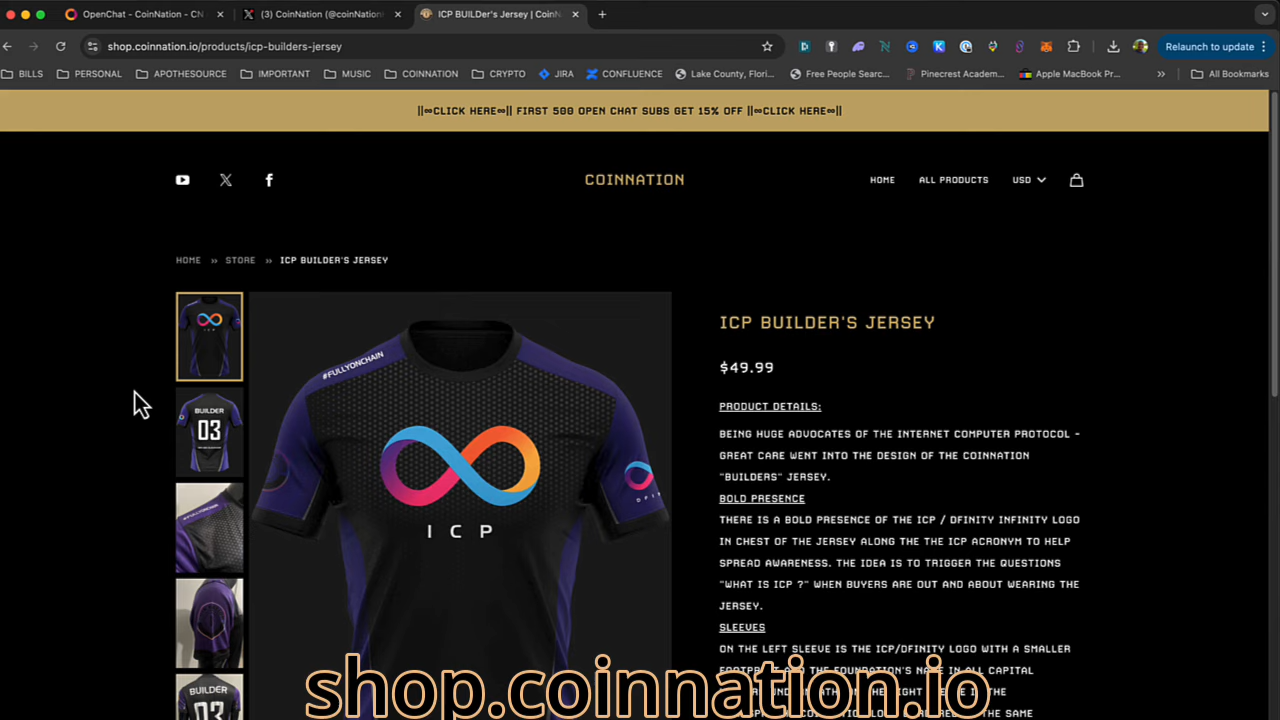 OpenChat - CoinNation - CN
(3) CoinNation (@coinNation
ICP BUILDer's Jersey | CoinN
shop.coinnation.io/products/icp-builders-jersey
Relaunch to update
BILLS
PERSONAL
APOTHESOURCE
IMPORTANT
MUSIC
COINNATION
CRYPTO
JIRA
CONFLUENCE
Lake County, Flori...
Free People Searc...
Pinecrest Academ...
Apple MacBook Pr...
»
All Bookmarks
||∞CLICK HERE∞|| FIRST 500 OPEN CHAT SUBS GET 15% OFF ||∞CLICK HERE∞||
COINNATION
HOME
ALL PRODUCTS
USD
HOME » STORE » ICP BUILDER'S JERSEY
#FULLYONCHAIN
ICP
BUILDER
03
#FULLYONCHAIN
BUILDER
03
ICP BUILDER'S JERSEY
$49.99
PRODUCT DETAILS:
BEING HUGE ADVOCATES OF THE INTERNET COMPUTER PROTOCOL -
GREAT CARE WENT INTO THE DESIGN OF THE COINNATION
"BUILDERS" JERSEY.
BOLD PRESENCE
THERE IS A BOLD PRESENCE OF THE ICP / DFINITY INFINITY LOGO
IN CHEST OF THE JERSEY ALONG THE THE ICP ACRONYM TO HELP
SPREAD AWARENESS. THE IDEA IS TO TRIGGER THE QUESTIONS
"WHAT IS ICP ?" WHEN BUYERS ARE OUT AND ABOUT WEARING THE
JERSEY.
SLEEVES
ON THE LEFT SLEEVE IS THE ICP/DFINITY LOGO WITH A SMALLER
AND THE FOUNDATION'S NAME IN ALL CAPITAL
THE SAME
shop.coinnation.io